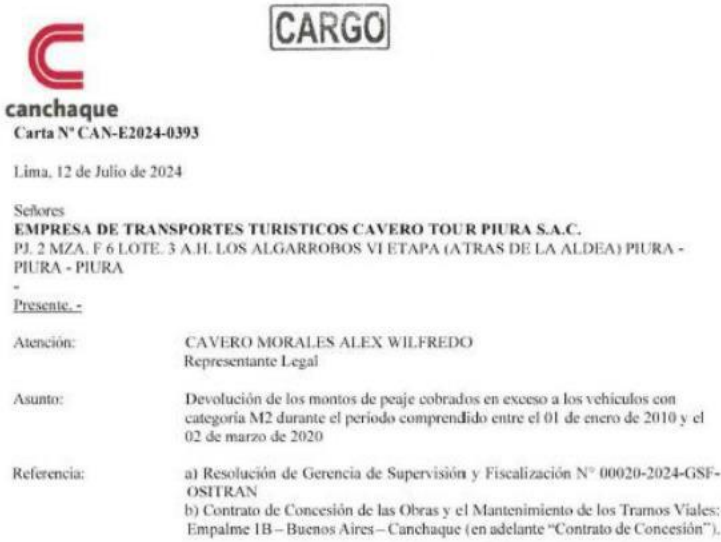 CARGO
canchaque
Carta N° CAN-E2024-0393
Lima, 12 de Julio de 2024
Señores
EMPRESA DE TRANSPORTES TURISTICOS CAVERO TOUR PIURA S.A.C.
PJ. 2 MZA. F 6 LOTE. 3 A.H. LOS ALGARROBOS VI ETAPA (ATRAS DE LA ALDEA) PIURA -
PIURA - PIURA
-
Presente. -
Atención: CAVERO MORALES ALEX WILFREDO
Representante Legal
Asunto: Devolución de los montos de peaje cobrados en exceso a los vehículos con
categoría M2 durante el periodo comprendido entre el 01 de enero de 2010 y el
02 de marzo de 2020
Referencia: a) Resolución de Gerencia de Supervisión y Fiscalización N° 00020-2024-GSF-
OSITRAN
b) Contrato de Concesión de las Obras y el Mantenimiento de los Tramos Viales:
Empalme 1B – Buenos Aires – Canchaque (en adelante “Contrato de Concesión”).